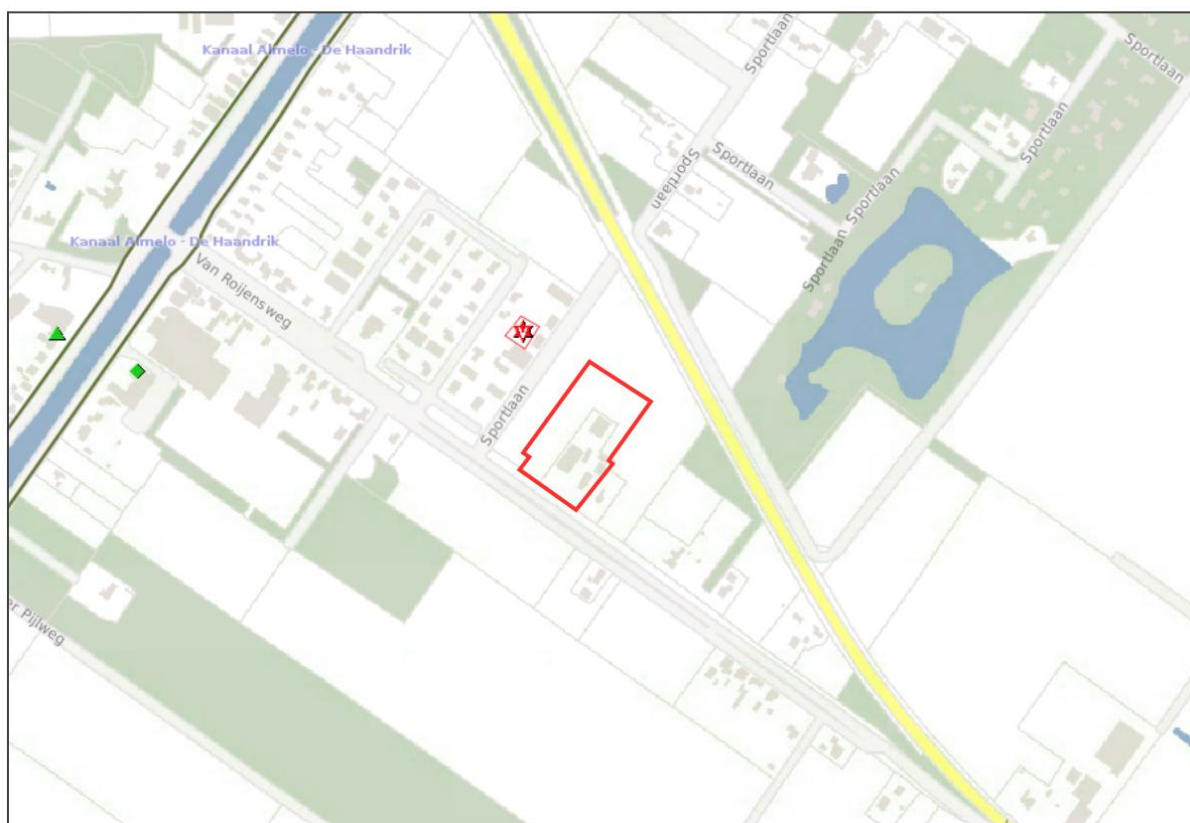 Sportlaan
Kanaal Almelo - De Haandrik
Sportlaan
Sportlaan
Sportlaan
Sportlaan
Sportlaan
Kanaal Almelo - De Haandrik
Sportlaan
Van Roijensweg
Sportlaan
er Pijlweg